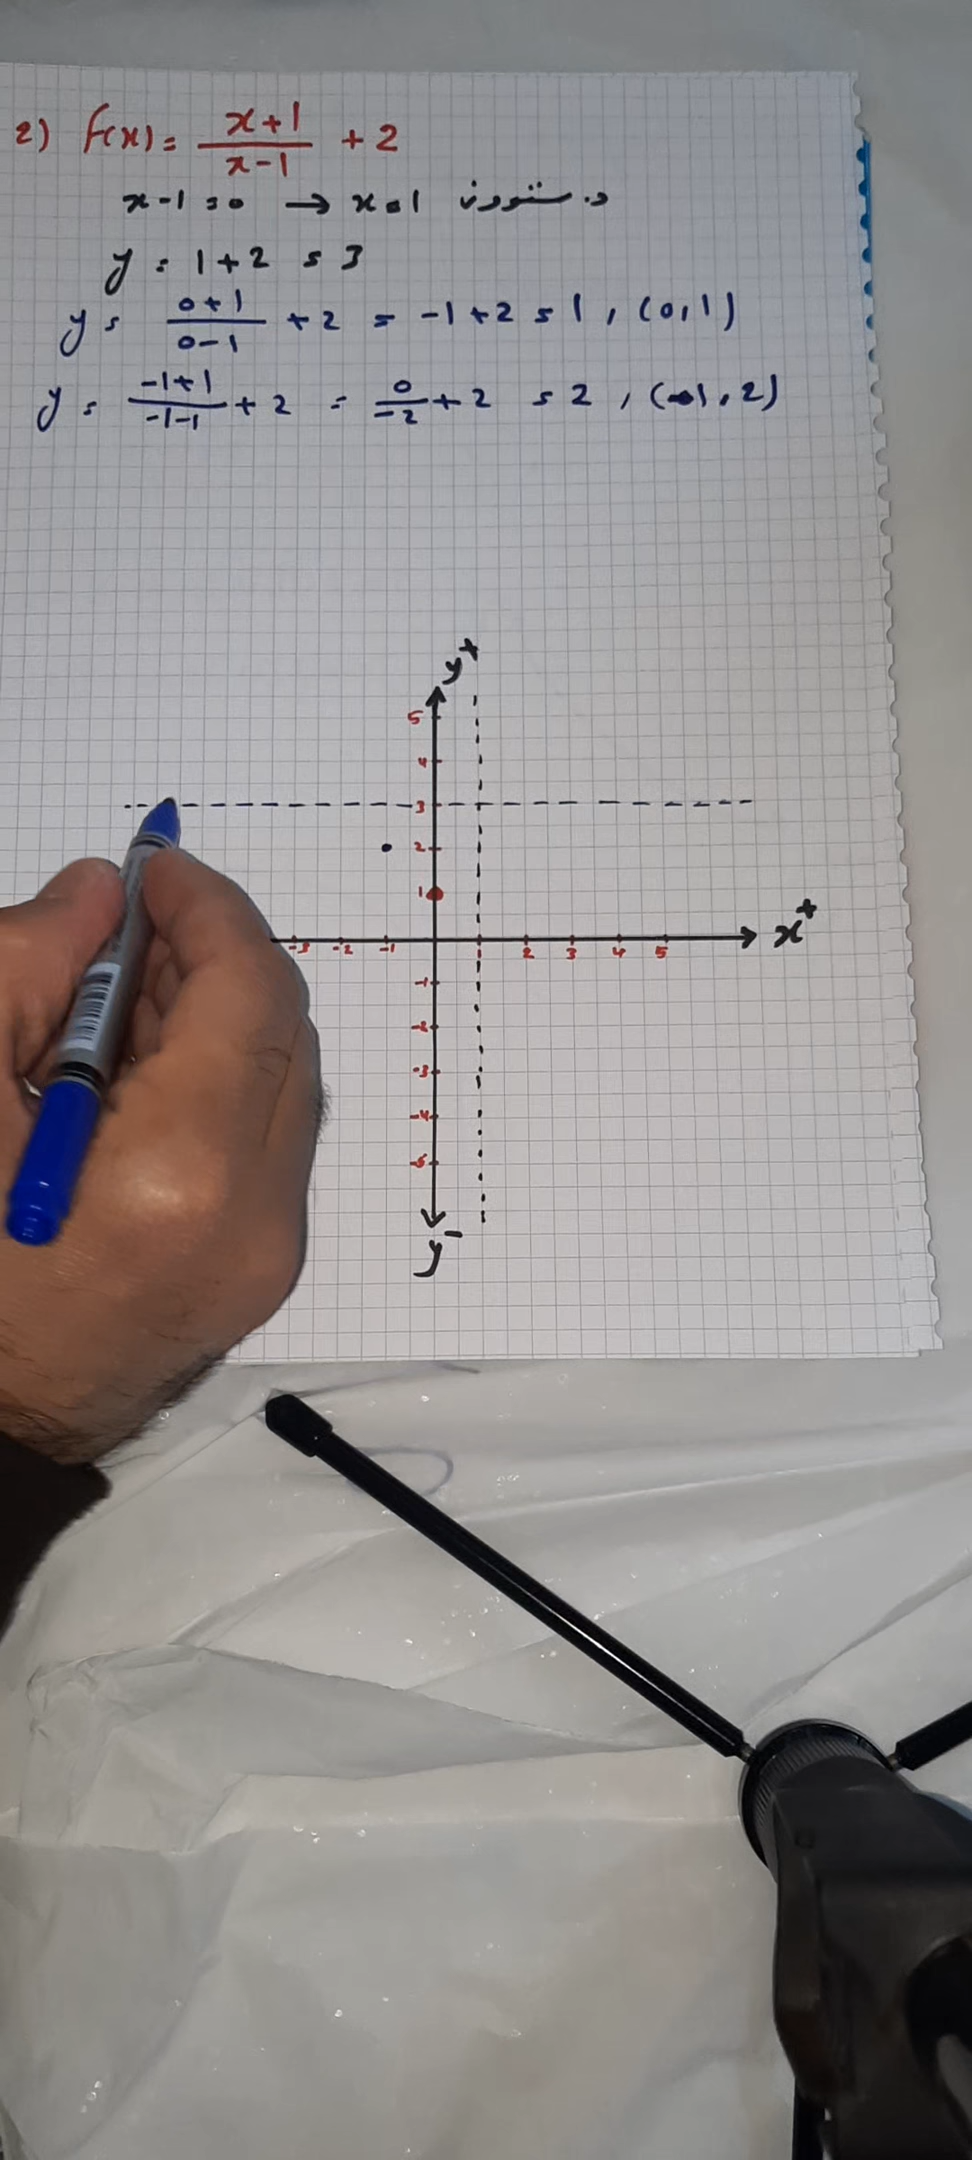 2) f(x) = x+1 / x-1 + 2
x-1=0 → x=1
y = 1+2 = 3
y = 0+1 / 0-1 + 2 = -1+2 = 1 , (0,1)
y = -1+1 / -1-1 + 2 = 0 / -2 + 2 = 2 , (-1,2)
y+
5
4
3
2
1
-3 -2 -1 1 2 3 4 5 x+
-1
-2
-3
-4
-5
y-